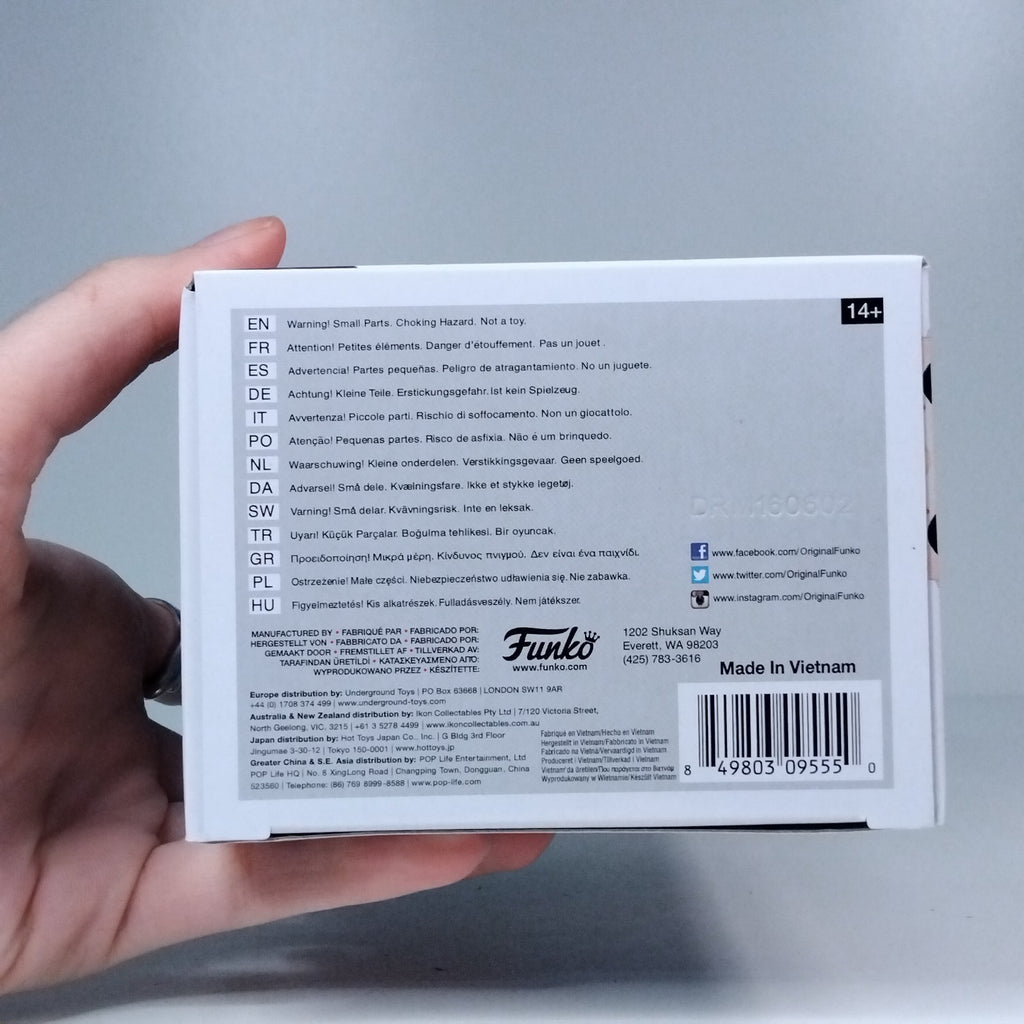 14+
EN Warning! Small Parts. Choking Hazard. Not a toy.
FR Attention! Petites éléments. Danger d'étouffement. Pas un jouet .
ES Advertencia! Partes pequeñas. Peligro de atragantamiento. No un juguete.
DE Achtung! Kleine Teile. Erstickungsgefahr. Ist kein Spielzeug.
IT Avvertenza! Piccole parti. Rischio di soffocamento. Non un giocattolo.
PO Atenção! Pequenas partes. Risco de asfixia. Não é um brinquedo.
NL Waarschuwing! Kleine onderdelen. Verstikkingsgevaar. Geen speelgoed.
DA Advarsel! Små dele. Kvælningsfare. Ikke et stykke legetøj.
SW Varning! Små delar. Kvävningsrisk. Inte en leksak.
TR Uyarı! Küçük Parçalar. Boğulma tehlikesi. Bir oyuncak.
GR Προειδοποίηση! Μικρά μέρη. Κίνδυνος πνιγμού. Δεν είναι ένα παιχνίδι.
PL Ostrzeżenie! Małe części. Niebezpieczeństwo udławienia się. Nie zabawka.
HU Figyelmeztetés! Kis alkatrészek. Fulladásveszély. Nem játékszer.
DRM160602
www.facebook.com/OriginalFunko
www.twitter.com/OriginalFunko
www.instagram.com/OriginalFunko
MANUFACTURED BY • FABRIQUÉ PAR • FABRICADO POR:
HERGESTELLT VON • FABBRICATO DA • FABRICADO POR:
GEMAAKT DOOR • FREMSTILLET AF • TILLVERKAD AV:
TARAFINDAN ÜRETİLDİ • ΚΑΤΑΣΚΕΥΑΣΜΕΝΟ ΑΠΌ:
WYPRODUKOWANO PRZEZ • KÉSZÍTETTE:
Funko
www.funko.com
1202 Shuksan Way
Everett, WA 98203
(425) 783-3616
Made In Vietnam
Europe distribution by: Underground Toys | PO Box 63668 | LONDON SW11 9AR
+44 (0) 1708 374 499 | www.underground-toys.com
Australia & New Zealand distribution by: Ikon Collectables Pty Ltd | 7/120 Victoria Street,
North Geelong, VIC, 3215 | +61 3 5278 4499 | www.ikoncollectables.com.au
Japan distribution by: Hot Toys Japan Co., Inc. | G Bldg 3rd Floor
Jingumae 3-30-12 | Tokyo 150-0001 | www.hottoys.jp
Greater China & S.E. Asia distribution by: POP Life Entertainment, Ltd
POP Life HQ | No. 8 XingLong Road | Changping Town, Dongguan, China
523560 | Telephone: (86) 769 8999-8588 | www.pop-life.com
Fabriqué en Vietnam/Hecho en Vietnam
Hergestellt in Vietnam/Fabbricato in Vietnam
Fabricado na Vietnã/Vervaardigd in Vietnam
Produceret i Vietnam/Tillverkad i Vietnam
Vietnam'da üretilen/Που παράγεται στο Βιετνάμ
Wyprodukowany w Wietnamie/Készült Vietnam
8 49803 09555 0